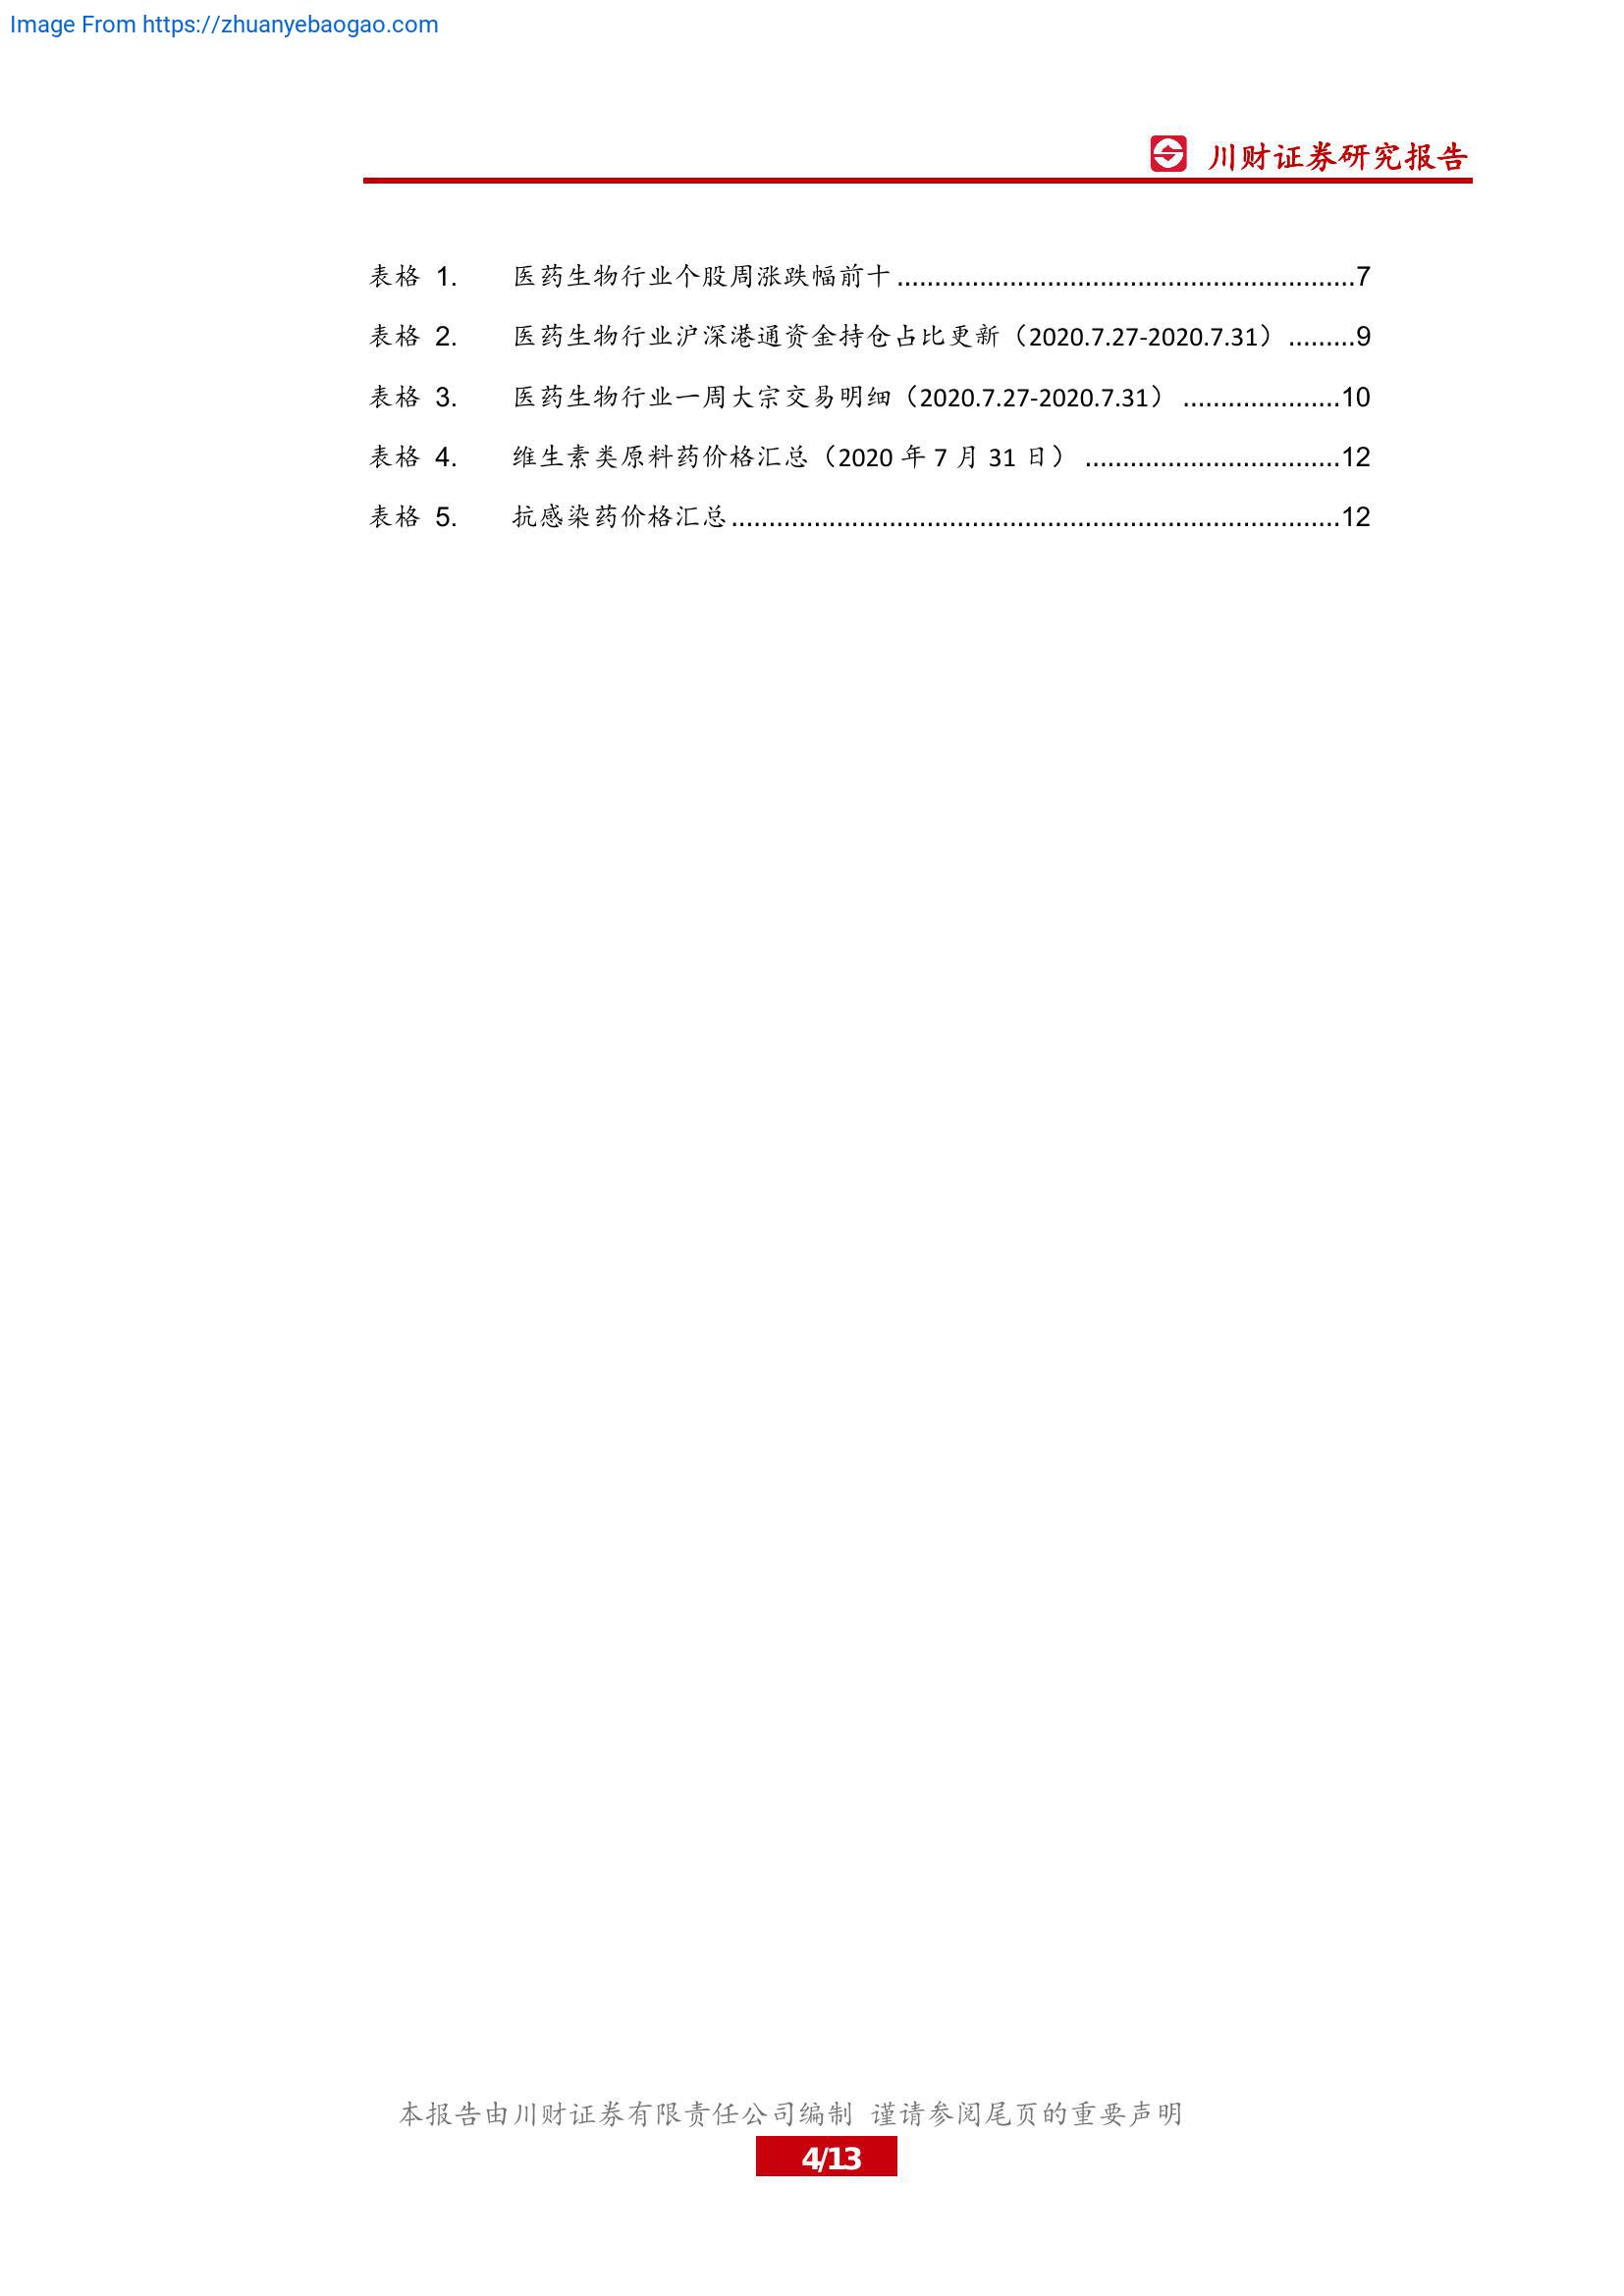 Image From https://zhuanyebaogao.com
川财证券研究报告
表格 1. 医药生物行业个股周涨跌幅前十..............................................................7
表格 2. 医药生物行业沪深港通资金持仓占比更新（2020.7.27-2020.7.31）.........9
表格 3. 医药生物行业一周大宗交易明细（2020.7.27-2020.7.31）.....................10
表格 4. 维生素类原料药价格汇总（2020 年 7 月 31 日）..................................12
表格 5. 抗感染药价格汇总..................................................................................12
本报告由川财证券有限责任公司编制 谨请参阅尾页的重要声明
4/13